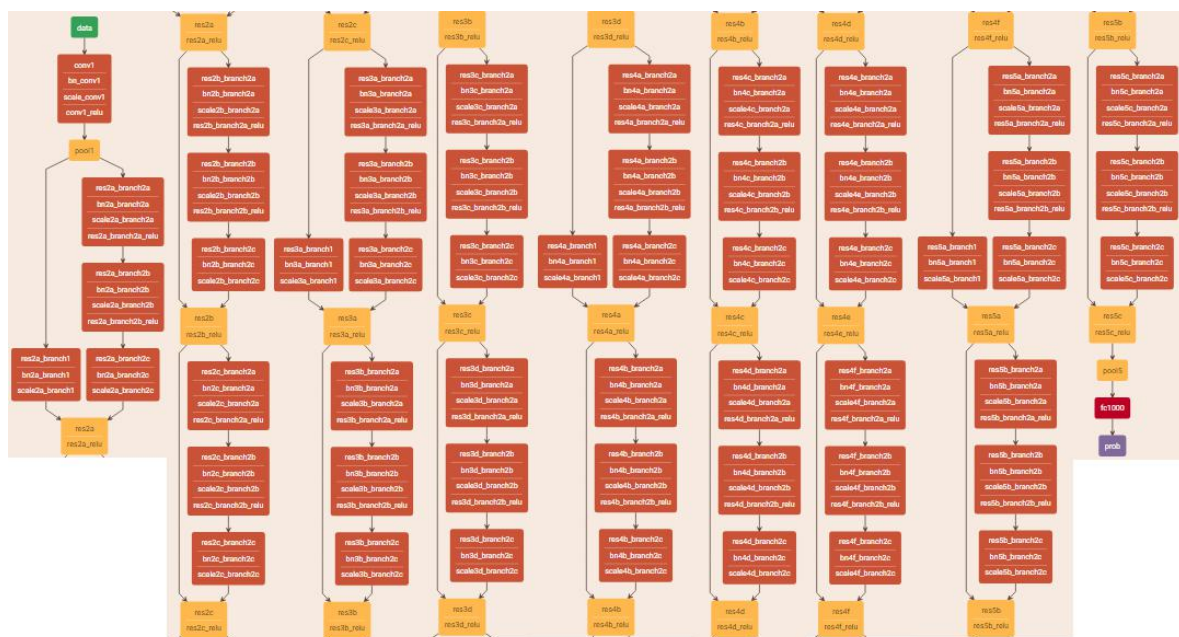 data
conv1
bn_conv1
scale_conv1
conv1_relu
pool1
res2a_branch2a
bn2a_branch2a
scale2a_branch2a
res2a_branch2a_relu
res2a_branch2b
bn2a_branch2b
scale2a_branch2b
res2a_branch2b_relu
res2a_branch1
bn2a_branch1
scale2a_branch1
res2a_branch2c
bn2a_branch2c
scale2a_branch2c
res2a
res2a_relu
res2a
res2a_relu
res2b_branch2a
bn2b_branch2a
scale2b_branch2a
res2b_branch2a_relu
res2b_branch2b
bn2b_branch2b
scale2b_branch2b
res2b_branch2b_relu
res2b_branch2c
bn2b_branch2c
scale2b_branch2c
res2b
res2b_relu
res2c_branch2a
bn2c_branch2a
scale2c_branch2a
res2c_branch2a_relu
res2c_branch2b
bn2c_branch2b
scale2c_branch2b
res2c_branch2b_relu
res2c_branch2c
bn2c_branch2c
scale2c_branch2c
res2c
res2c_relu
res2c
res2c_relu
res3a_branch2a
bn3a_branch2a
scale3a_branch2a
res3a_branch2a_relu
res3a_branch2b
bn3a_branch2b
scale3a_branch2b
res3a_branch2b_relu
res3a_branch1
bn3a_branch1
scale3a_branch1
res3a_branch2c
bn3a_branch2c
scale3a_branch2c
res3a
res3a_relu
res3b_branch2a
bn3b_branch2a
scale3b_branch2a
res3b_branch2a_relu
res3b_branch2b
bn3b_branch2b
scale3b_branch2b
res3b_branch2b_relu
res3b_branch2c
bn3b_branch2c
scale3b_branch2c
res3b
res3b_relu
res3b
res3b_relu
res3c_branch2a
bn3c_branch2a
scale3c_branch2a
res3c_branch2a_relu
res3c_branch2b
bn3c_branch2b
scale3c_branch2b
res3c_branch2b_relu
res3c_branch2c
bn3c_branch2c
scale3c_branch2c
res3c
res3c_relu
res3d_branch2a
bn3d_branch2a
scale3d_branch2a
res3d_branch2a_relu
res3d_branch2b
bn3d_branch2b
scale3d_branch2b
res3d_branch2b_relu
res3d_branch2c
bn3d_branch2c
scale3d_branch2c
res3d
res3d_relu
res3d
res3d_relu
res4a_branch2a
bn4a_branch2a
scale4a_branch2a
res4a_branch2a_relu
res4a_branch2b
bn4a_branch2b
scale4a_branch2b
res4a_branch2b_relu
res4a_branch1
bn4a_branch1
scale4a_branch1
res4a_branch2c
bn4a_branch2c
scale4a_branch2c
res4a
res4a_relu
res4b_branch2a
bn4b_branch2a
scale4b_branch2a
res4b_branch2a_relu
res4b_branch2b
bn4b_branch2b
scale4b_branch2b
res4b_branch2b_relu
res4b_branch2c
bn4b_branch2c
scale4b_branch2c
res4b
res4b_relu
res4b
res4b_relu
res4c_branch2a
bn4c_branch2a
scale4c_branch2a
res4c_branch2a_relu
res4c_branch2b
bn4c_branch2b
scale4c_branch2b
res4c_branch2b_relu
res4c_branch2c
bn4c_branch2c
scale4c_branch2c
res4c
res4c_relu
res4d_branch2a
bn4d_branch2a
scale4d_branch2a
res4d_branch2a_relu
res4d_branch2b
bn4d_branch2b
scale4d_branch2b
res4d_branch2b_relu
res4d_branch2c
bn4d_branch2c
scale4d_branch2c
res4d
res4d_relu
res4d
res4d_relu
res4e_branch2a
bn4e_branch2a
scale4e_branch2a
res4e_branch2a_relu
res4e_branch2b
bn4e_branch2b
scale4e_branch2b
res4e_branch2b_relu
res4e_branch2c
bn4e_branch2c
scale4e_branch2c
res4e
res4e_relu
res4f_branch2a
bn4f_branch2a
scale4f_branch2a
res4f_branch2a_relu
res4f_branch2b
bn4f_branch2b
scale4f_branch2b
res4f_branch2b_relu
res4f_branch2c
bn4f_branch2c
scale4f_branch2c
res4f
res4f_relu
res4f
res4f_relu
res5a_branch2a
bn5a_branch2a
scale5a_branch2a
res5a_branch2a_relu
res5a_branch2b
bn5a_branch2b
scale5a_branch2b
res5a_branch2b_relu
res5a_branch1
bn5a_branch1
scale5a_branch1
res5a_branch2c
bn5a_branch2c
scale5a_branch2c
res5a
res5a_relu
res5b_branch2a
bn5b_branch2a
scale5b_branch2a
res5b_branch2a_relu
res5b_branch2b
bn5b_branch2b
scale5b_branch2b
res5b_branch2b_relu
res5b_branch2c
bn5b_branch2c
scale5b_branch2c
res5b
res5b_relu
res5b
res5b_relu
res5c_branch2a
bn5c_branch2a
scale5c_branch2a
res5c_branch2a_relu
res5c_branch2b
bn5c_branch2b
scale5c_branch2b
res5c_branch2b_relu
res5c_branch2c
bn5c_branch2c
scale5c_branch2c
res5c
res5c_relu
pool5
fc1000
prob